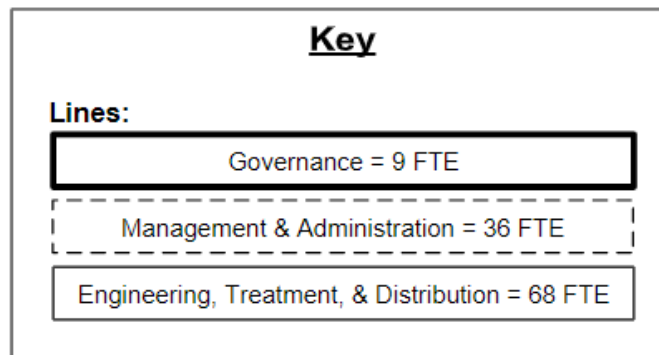 Key
Lines:
Governance = 9 FTE
Management & Administration = 36 FTE
Engineering, Treatment, & Distribution = 68 FTE